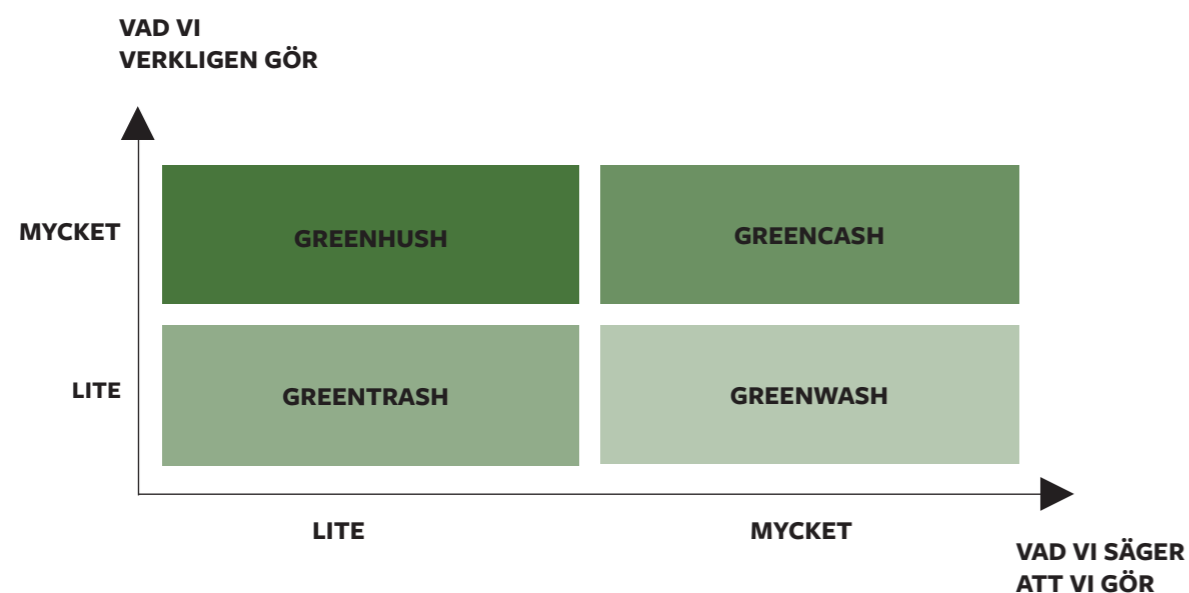 VAD VI
VERKLIGEN GÖR
MYCKET
GREENHUSH
GREENCASH
LITE
GREENTRASH
GREENWASH
LITE
MYCKET
VAD VI SÄGER
ATT VI GÖR